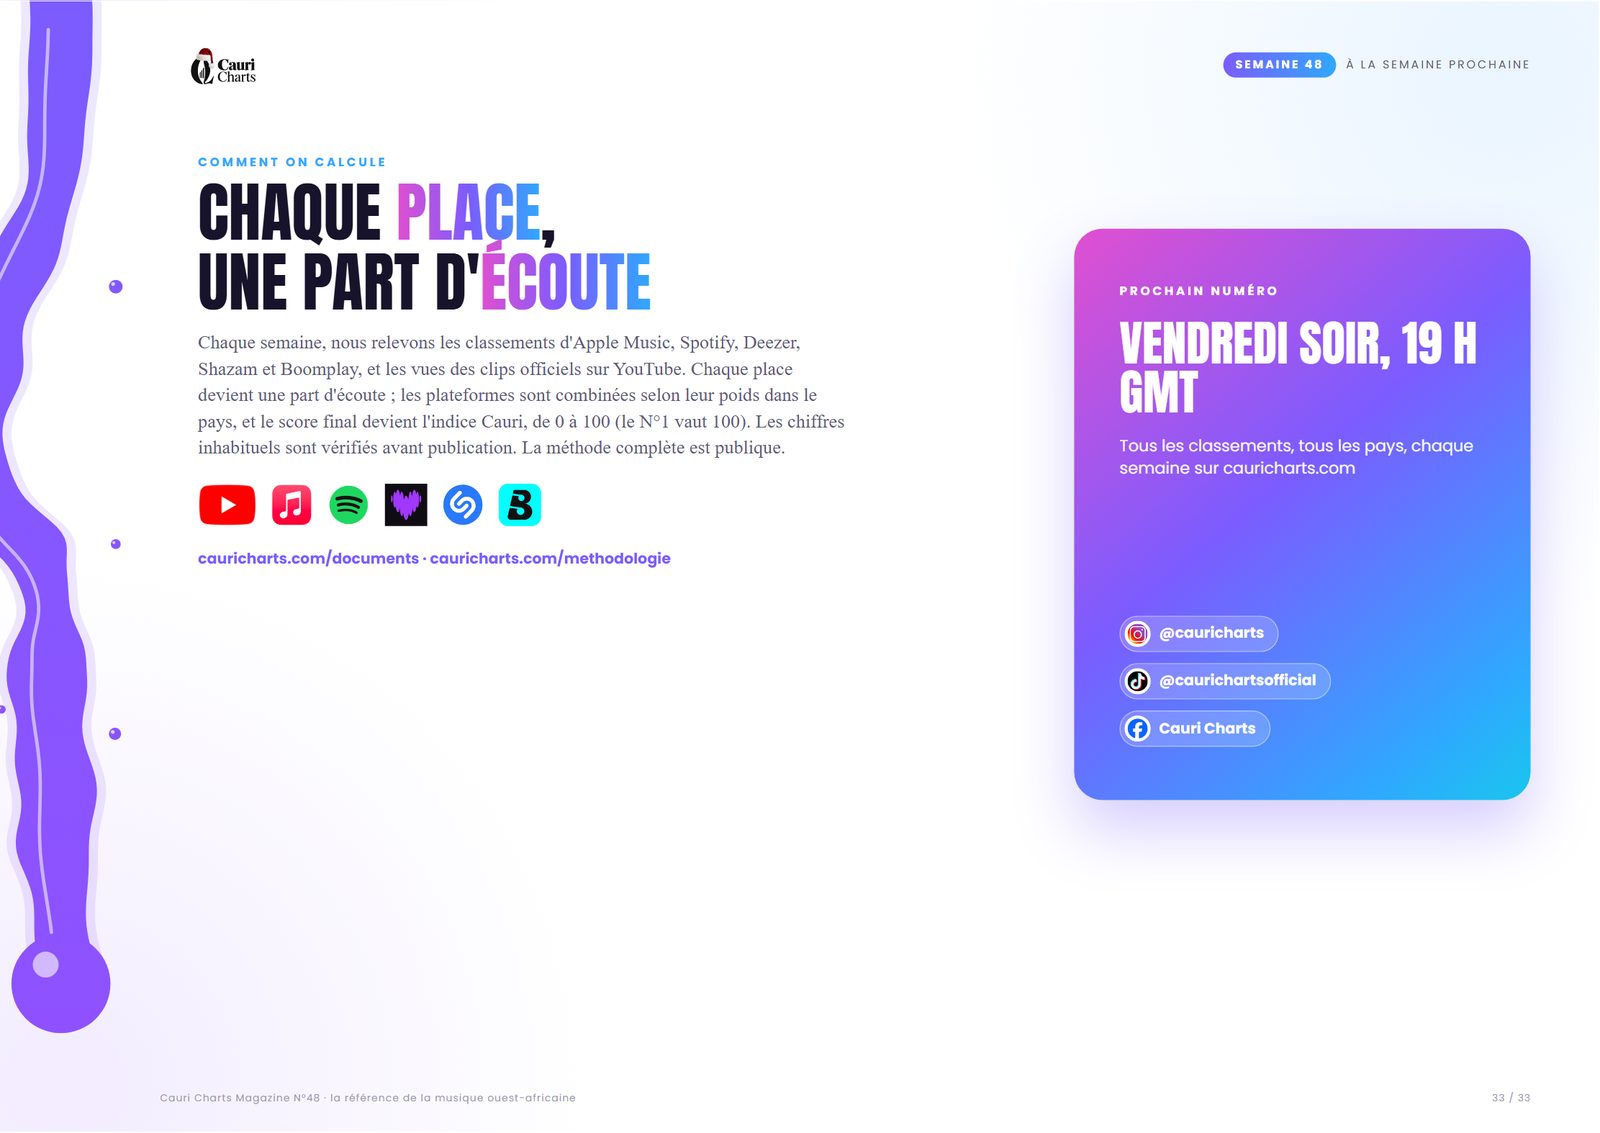 Cauri
Charts
SEMAINE 48
À LA SEMAINE PROCHAINE
COMMENT ON CALCULE
CHAQUE PLACE,
UNE PART D'ÉCOUTE
Chaque semaine, nous relevons les classements d'Apple Music, Spotify, Deezer,
Shazam et Boomplay, et les vues des clips officiels sur YouTube. Chaque place
devient une part d'écoute ; les plateformes sont combinées selon leur poids dans le
pays, et le score final devient l'indice Cauri, de 0 à 100 (le N°1 vaut 100). Les chiffres
inhabituels sont vérifiés avant publication. La méthode complète est publique.
cauricharts.com/documents · cauricharts.com/methodologie
PROCHAIN NUMÉRO
VENDREDI SOIR, 19 H
GMT
Tous les classements, tous les pays, chaque
semaine sur cauricharts.com
@cauricharts
@caurichartsofficial
Cauri Charts
Cauri Charts Magazine N°48 · la référence de la musique ouest-africaine
33 / 33